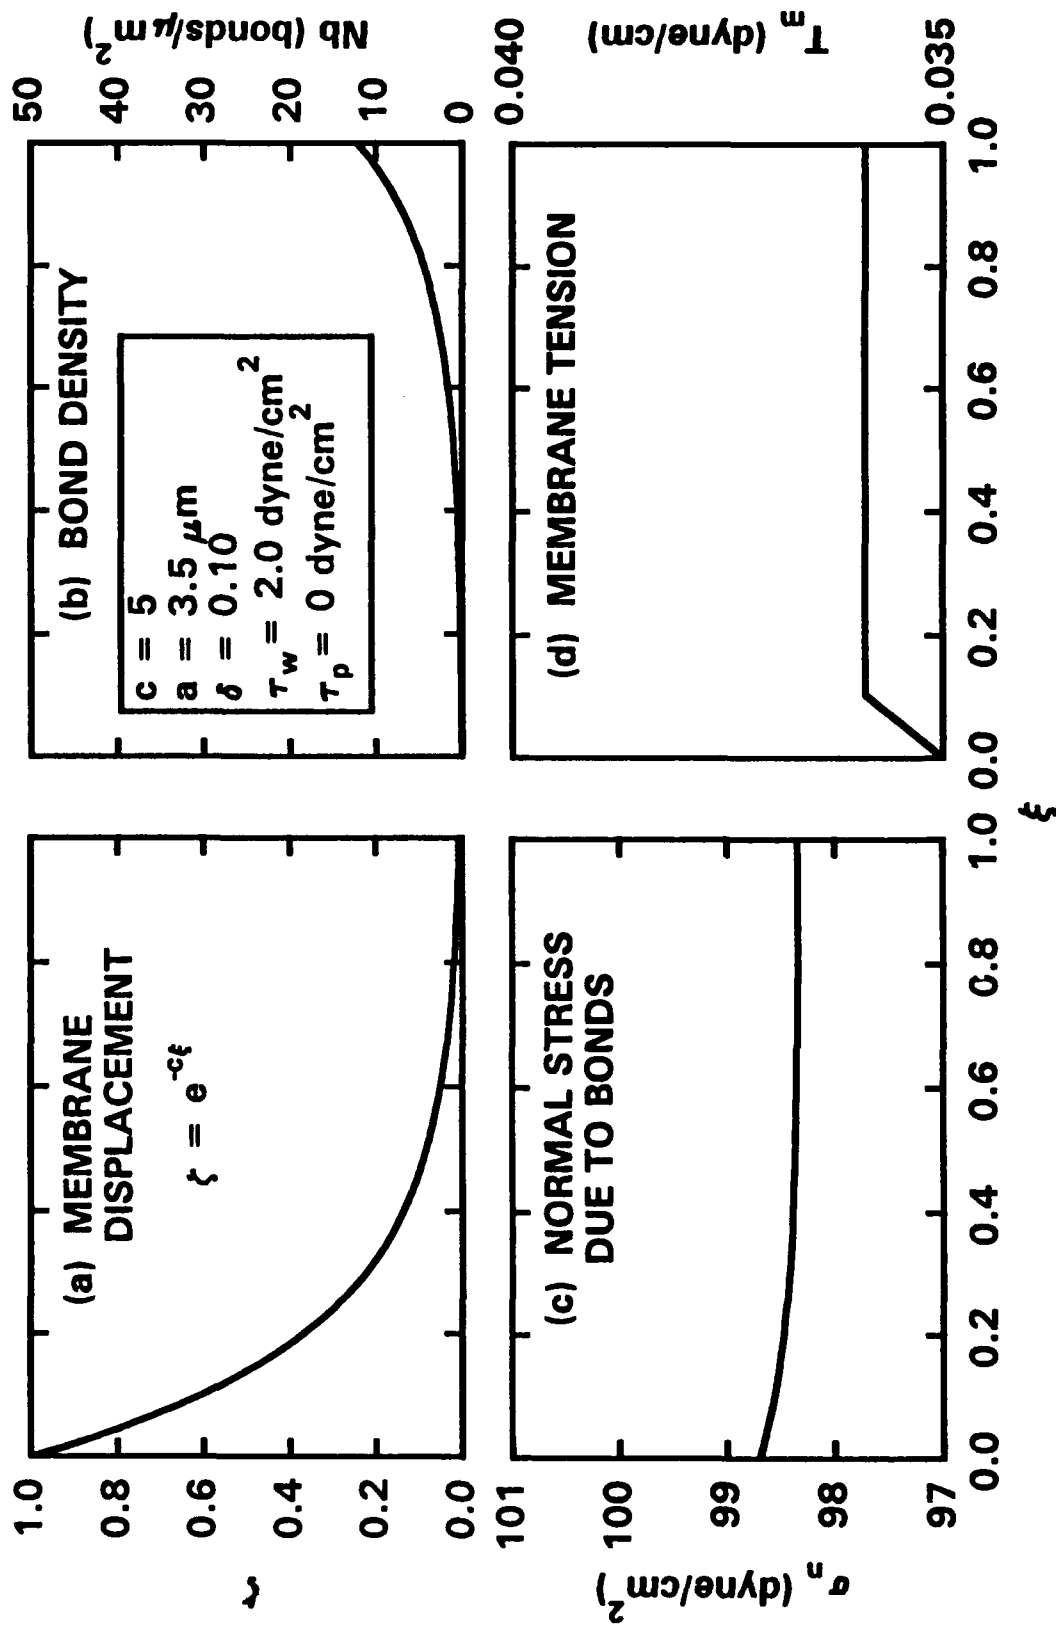 (a) MEMBRANE
DISPLACEMENT
ζ = e^-cξ
1.0
0.8
0.6
0.4
0.2
0.0
ζ
(b) BOND DENSITY
c = 5
a = 3.5 μm
δ = 0.10
τw = 2.0 dyne/cm²
τp = 0 dyne/cm²
50
40
30
20
10
0
Nb (bonds/μm²)
(c) NORMAL STRESS
DUE TO BONDS
101
100
99
98
97
σn (dyne/cm²)
0.0 0.2 0.4 0.6 0.8 1.0
(d) MEMBRANE TENSION
0.040
0.035
Tm (dyne/cm)
0.0 0.2 0.4 0.6 0.8 1.0
ξ